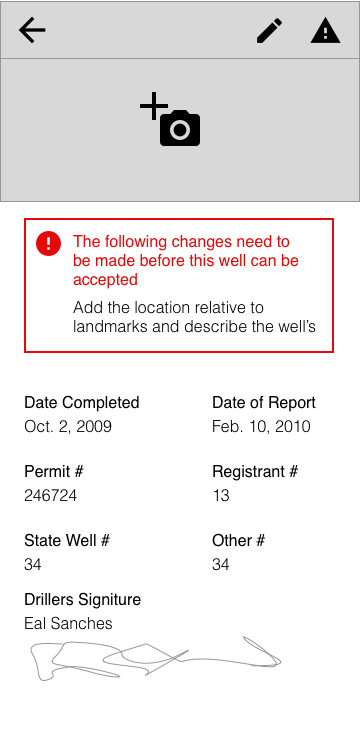 The following changes need to
be made before this well can be
accepted
Add the location relative to
landmarks and describe the well's
Date Completed
Date of Report
Oct. 2, 2009
Feb. 10, 2010
Permit #
Registrant #
246724
13
State Well #
Other #
34
34
Drillers Signiture
Eal Sanches